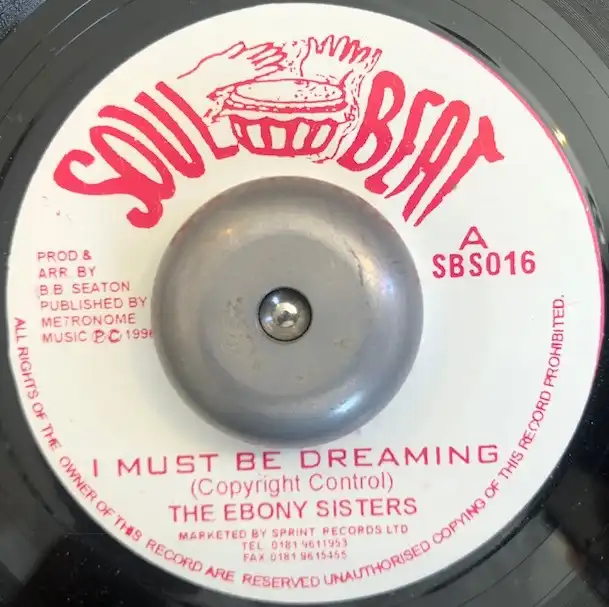 SOUL BEAT
A
SBS016
PROD &
ARR. BY
B.B. SEATON
PUBLISHED BY
METRONOME
MUSIC ℗© 199
I MUST BE DREAMING
(Copyright Control)
THE EBONY SISTERS
MARKETED BY SPRINT RECORDS LTD
TEL 0181 9611953
FAX 0181 9615455
ALL RIGHTS OF THE OWNER OF THIS RECORD ARE RESERVED UNAUTHORISED COPYING OF THIS RECORD PROHIBITED.